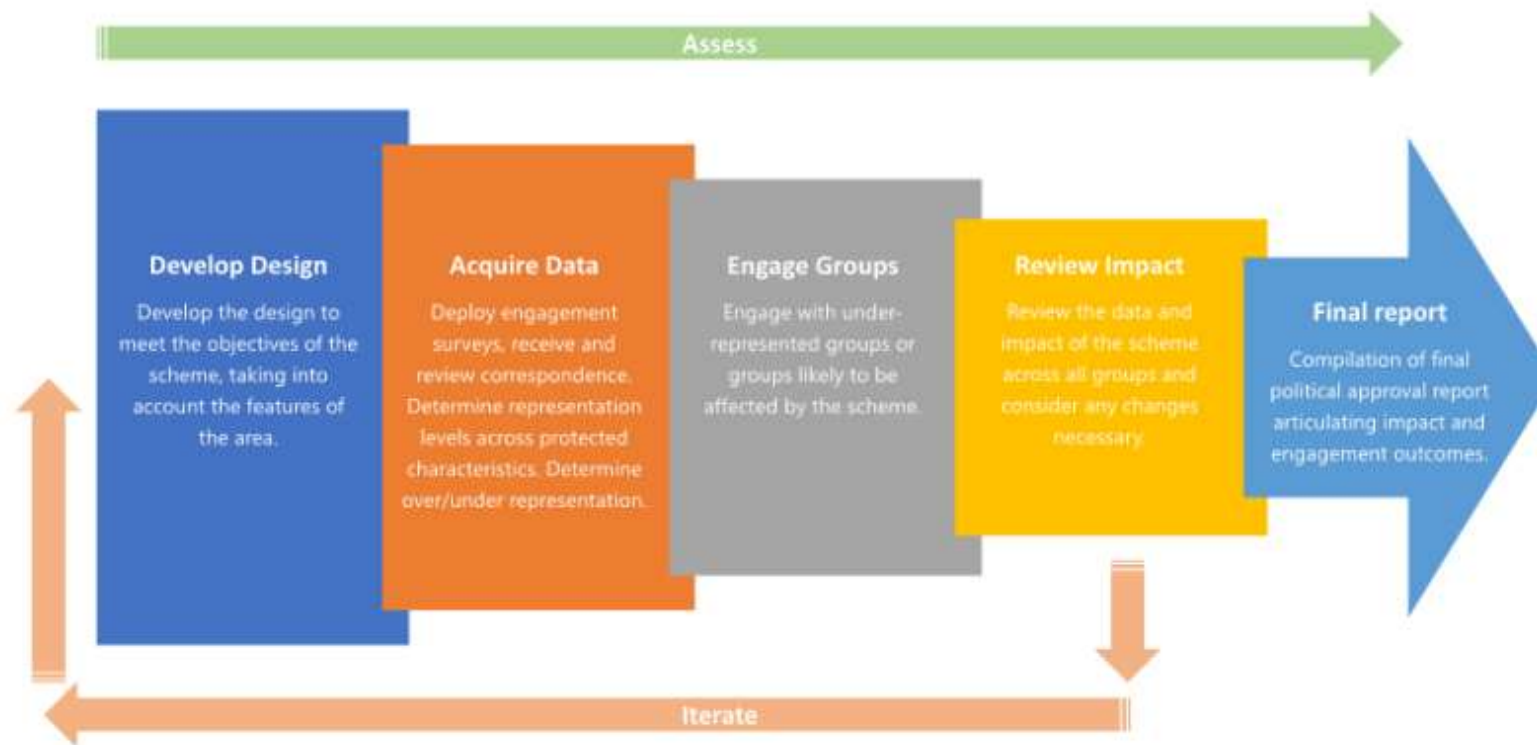 Assess
Develop Design
Develop the design to
meet the objectives of the
scheme, taking into
account the features of
the area.
Acquire Data
Deploy engagement
surveys, receive and
review correspondence.
Determine representation
levels across protected
characteristics. Determine
over/under representation.
Engage Groups
Engage with under-
represented groups or
groups likely to be
affected by the scheme.
Review Impact
Review the data and
impact of the scheme
across all groups and
consider any changes
necessary.
Final report
Compilation of final
political approval report
articulating impact and
engagement outcomes.
Iterate